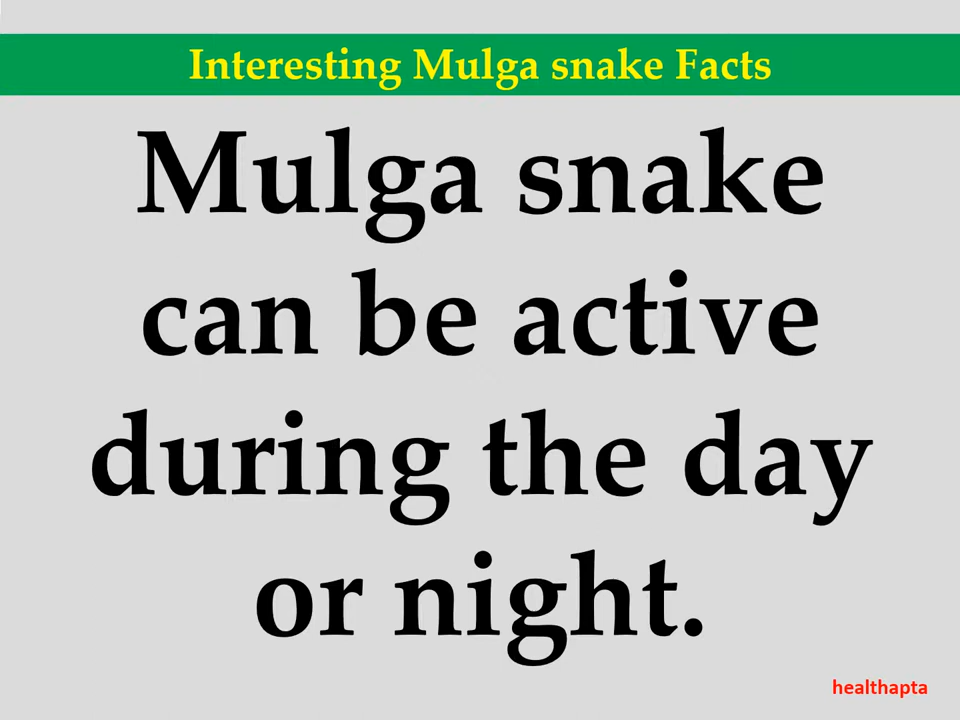 Interesting Mulga snake Facts
Mulga snake
can be active
during the day
or night.
healthapta